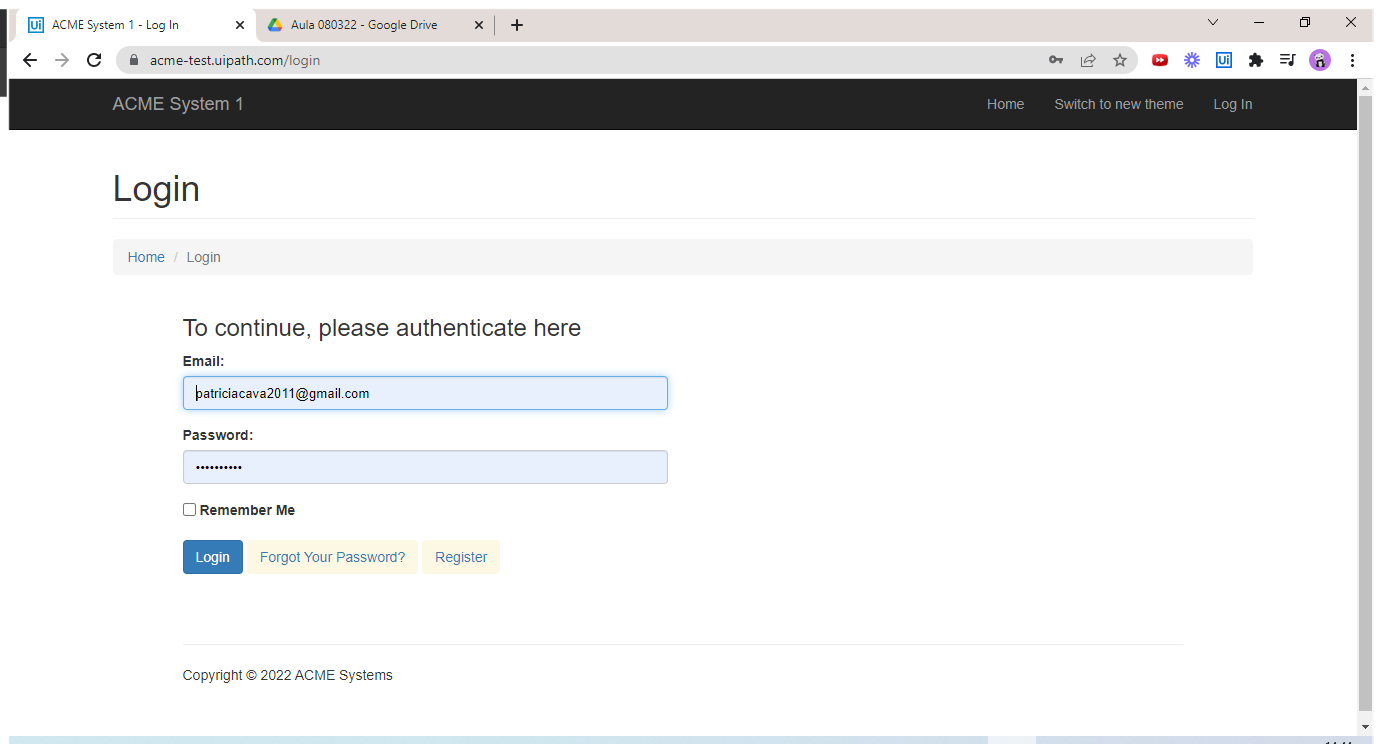 Ui ACME System 1 - Log In
Aula 080322 - Google Drive
acme-test.uipath.com/login
Ui
ACME System 1 Home Switch to new theme Log In
Login
Home / Login
To continue, please authenticate here
Email:
patriciacava2011@gmail.com
Password:
••••••••••
Remember Me
Login Forgot Your Password? Register
Copyright © 2022 ACME Systems